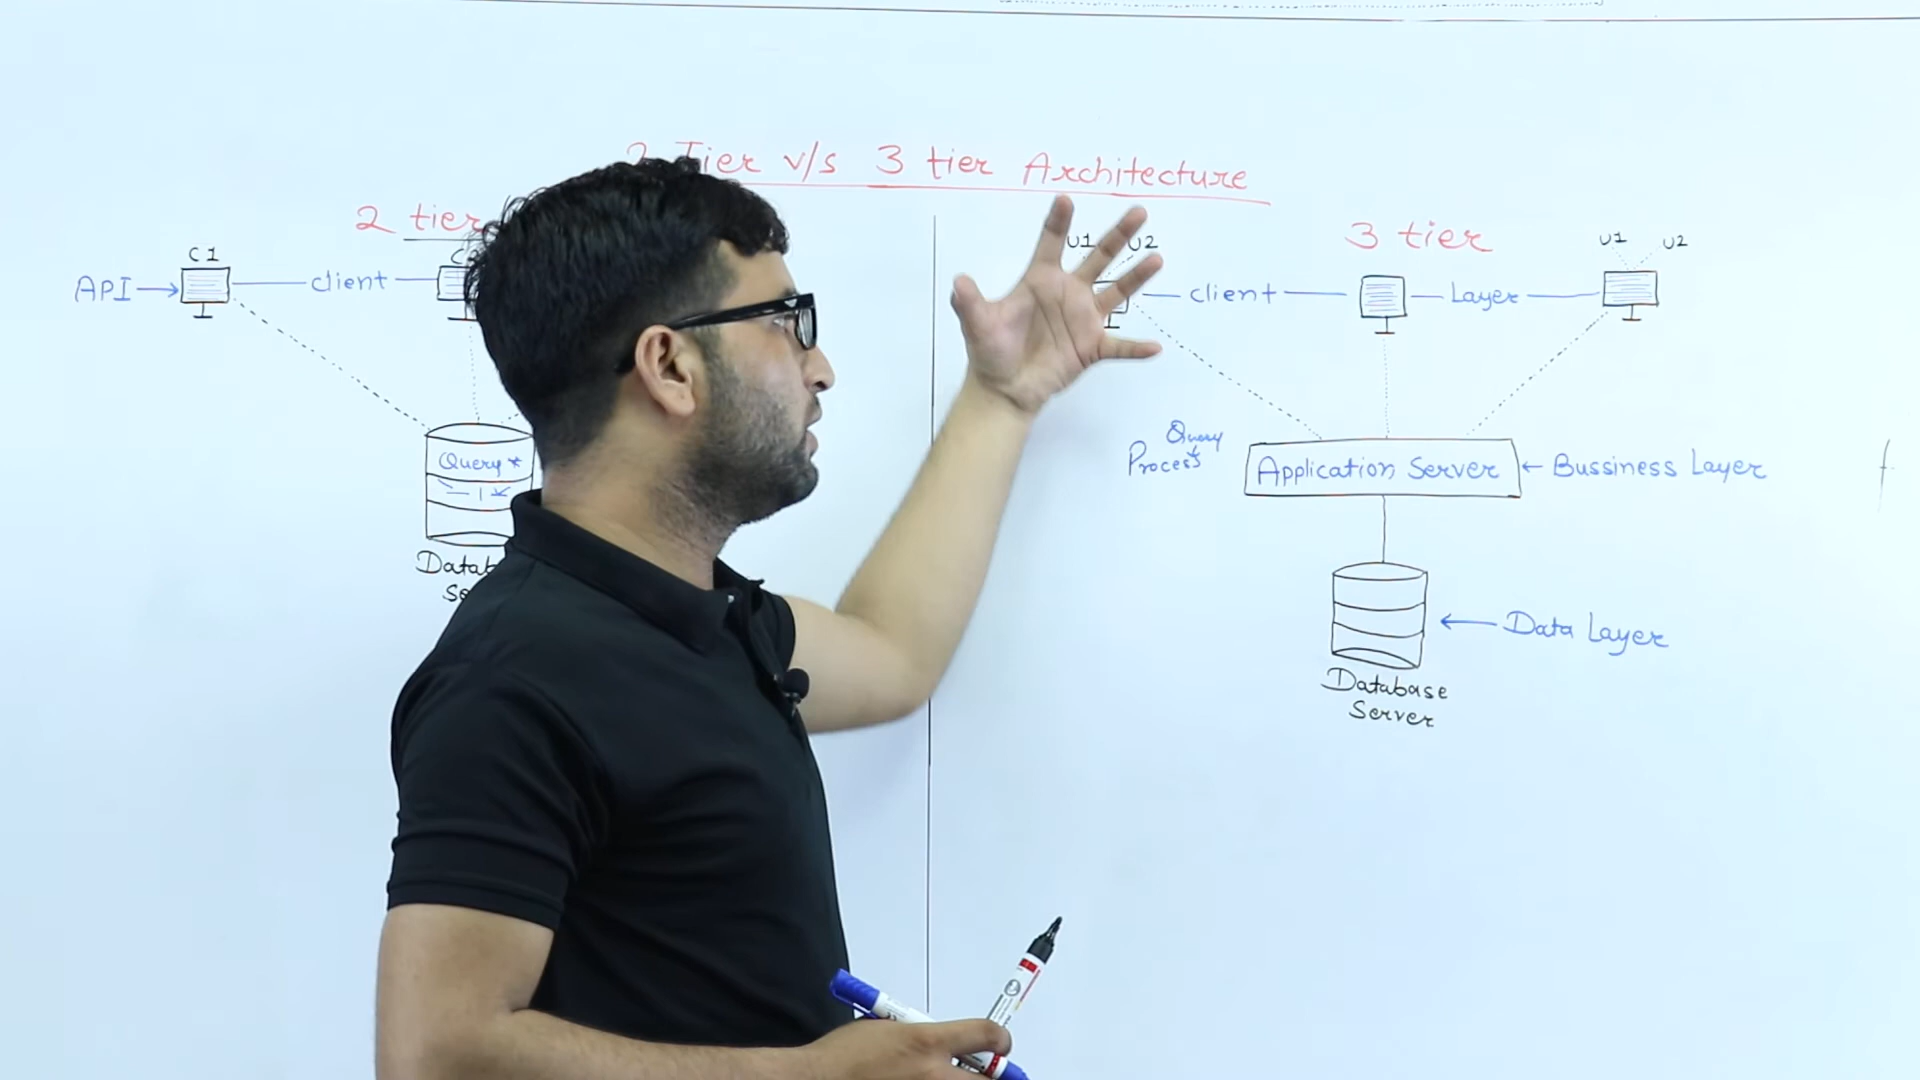 Tier v/s 3 tier Architecture
2 tier
C1
API
client
Query *
3 tier
U1 U2
U1 U2
client
Layer
Query
Process
Application Server
Bussiness Layer
Data Layer
Database
Server